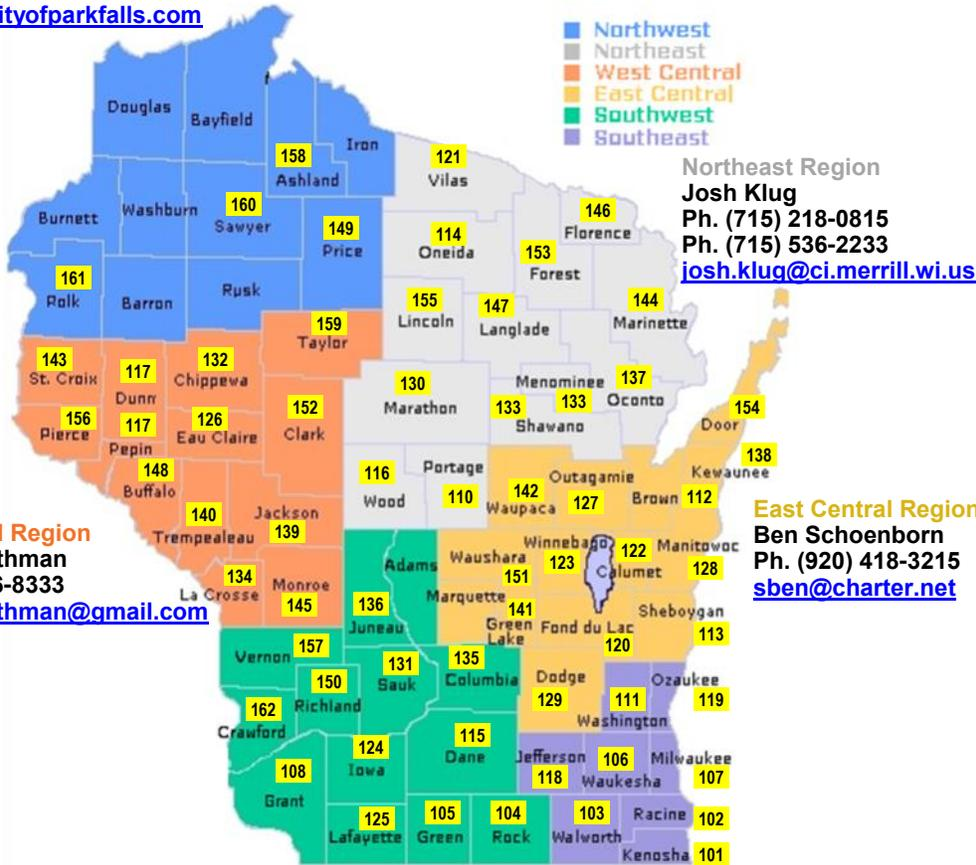 ityofparkfalls.com
Northwest
Northeast
West Central
East Central
Southwest
Southeast
Northeast Region
Josh Klug
Ph. (715) 218-0815
Ph. (715) 536-2233
josh.klug@ci.merrill.wi.us
Douglas
Bayfield
Iron
158
Ashland
121
Vilas
Burnett
Washburn
160
Sawyer
149
Price
114
Oneida
146
Florence
153
Forest
161
Polk
Barron
Rusk
155
Lincoln
147
Langlade
144
Marinette
159
Taylor
143
St. Croix
117
Dunn
132
Chippewa
130
Marathon
Menominee
133
137
Oconto
133
Shawano
156
Pierce
117
Pepin
126
Eau Claire
152
Clark
154
Door
148
Buffalo
116
Wood
Portage
110
142
Waupaca
Outagamie
127
Brown
112
138
Kewaunee
140
Trempealeau
Jackson
139
East Central Region
Ben Schoenborn
Ph. (920) 418-3215
sben@charter.net
l Region
thman
6-8333
thman@gmail.com
134
La Crosse
Monroe
145
Adams
136
Juneau
Waushara
151
Winnebago
123
122
Calumet
Manitowoc
128
Marquette
141
Green
Lake
Fond du Lac
120
Sheboygan
113
Vernon
157
150
Richland
131
Sauk
135
Columbia
Dodge
129
111
Washington
Ozaukee
119
162
Crawford
108
Grant
124
Iowa
115
Dane
Jefferson
118
106
Waukesha
Milwaukee
107
125
Lafayette
105
Green
104
Rock
103
Walworth
Racine
102
Kenosha
101